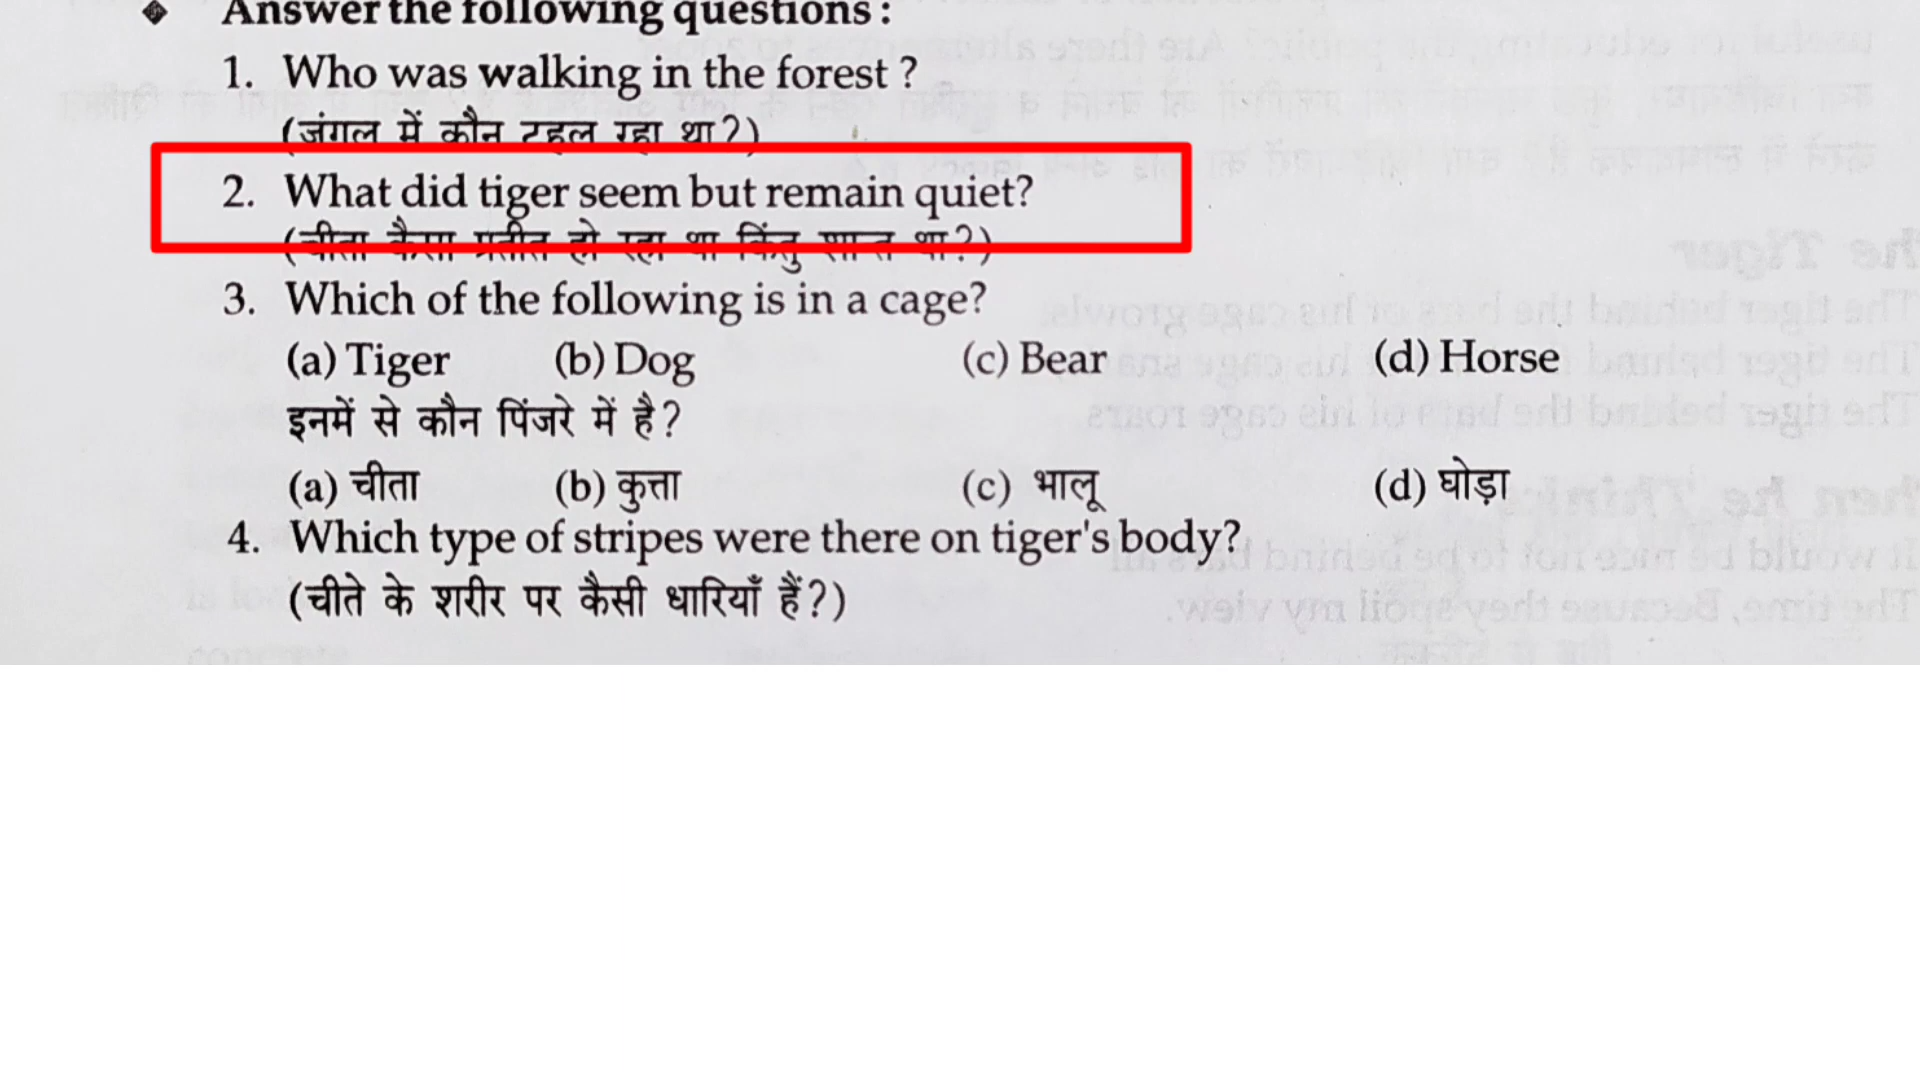 Answer the following questions :
1. Who was walking in the forest ?
(जंगल में कौन टहल रहा था?)
2. What did tiger seem but remain quiet?
(चीता कैसा प्रतीत हो रहा था किंतु शान्त था?)
3. Which of the following is in a cage?
(a) Tiger (b) Dog (c) Bear (d) Horse
इनमें से कौन पिंजरे में है?
(a) चीता (b) कुत्ता (c) भालू (d) घोड़ा
4. Which type of stripes were there on tiger's body?
(चीते के शरीर पर कैसी धारियाँ हैं?)